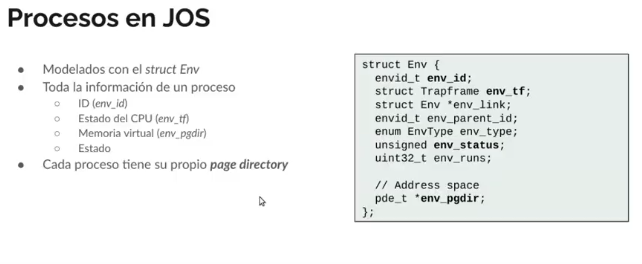 Procesos en JOS
● Modelados con el struct Env
● Toda la información de un proceso
○ ID (env_id)
○ Estado del CPU (env_tf)
○ Memoria virtual (env_pgdir)
○ Estado
● Cada proceso tiene su propio page directory
struct Env {
  envid_t env_id;
  struct Trapframe env_tf;
  struct Env *env_link;
  envid_t env_parent_id;
  enum EnvType env_type;
  unsigned env_status;
  uint32_t env_runs;

  // Address space
  pde_t *env_pgdir;
};